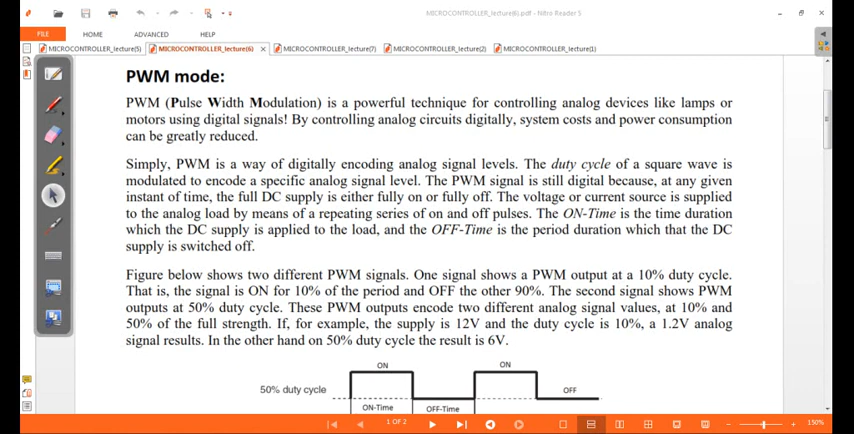 MICROCONTROLLER_lecture(6).pdf - Nitro Reader 5
FILE HOME ADVANCED HELP
MICROCONTROLLER_lecture(5) MICROCONTROLLER_lecture(6) MICROCONTROLLER_lecture(7) MICROCONTROLLER_lecture(2) MICROCONTROLLER_lecture(1)
PWM mode:
PWM (Pulse Width Modulation) is a powerful technique for controlling analog devices like lamps or
motors using digital signals! By controlling analog circuits digitally, system costs and power consumption
can be greatly reduced.
Simply, PWM is a way of digitally encoding analog signal levels. The duty cycle of a square wave is
modulated to encode a specific analog signal level. The PWM signal is still digital because, at any given
instant of time, the full DC supply is either fully on or fully off. The voltage or current source is supplied
to the analog load by means of a repeating series of on and off pulses. The ON-Time is the time duration
which the DC supply is applied to the load, and the OFF-Time is the period duration which that the DC
supply is switched off.
Figure below shows two different PWM signals. One signal shows a PWM output at a 10% duty cycle.
That is, the signal is ON for 10% of the period and OFF the other 90%. The second signal shows PWM
outputs at 50% duty cycle. These PWM outputs encode two different analog signal values, at 10% and
50% of the full strength. If, for example, the supply is 12V and the duty cycle is 10%, a 1.2V analog
signal results. In the other hand on 50% duty cycle the result is 6V.
ON ON
50% duty cycle OFF
ON-Time OFF-Time
1 OF 2 150%